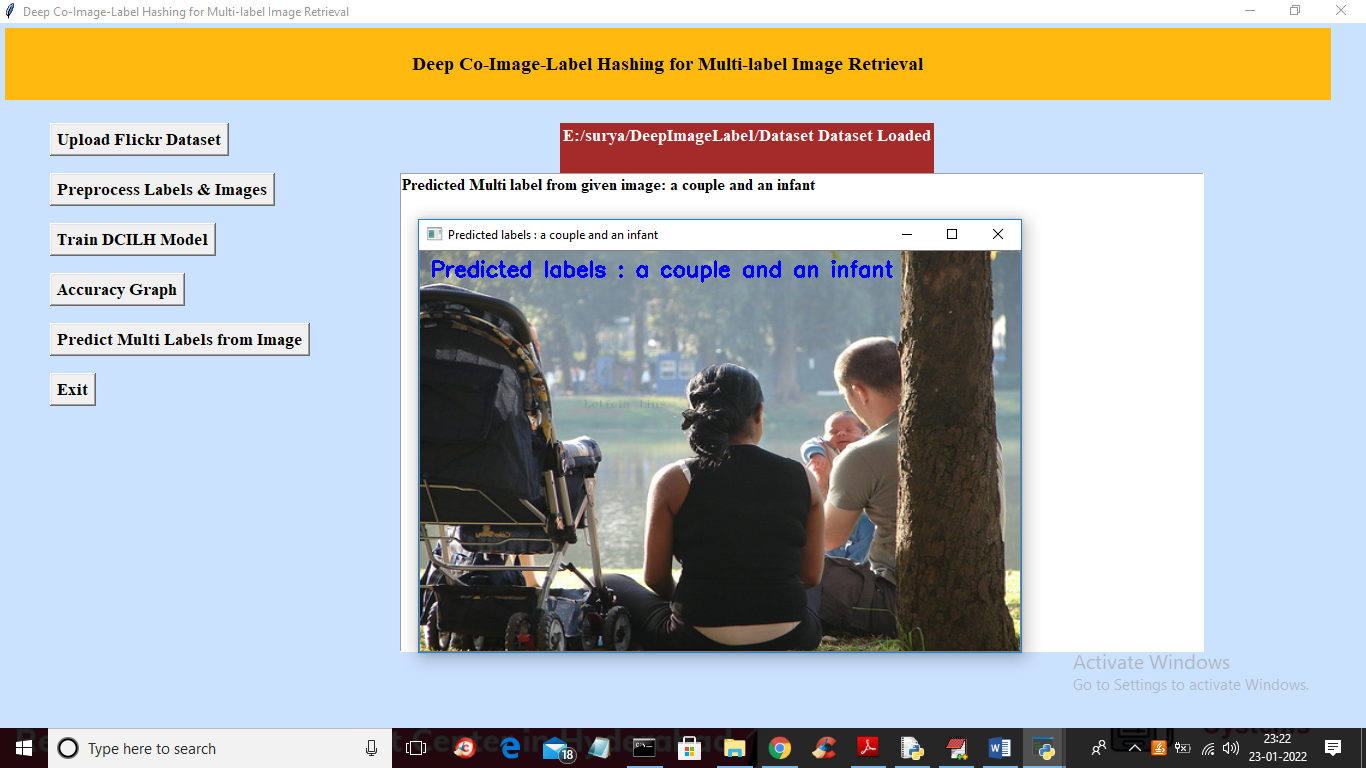 Deep Co-Image-Label Hashing for Multi-label Image Retrieval
Deep Co-Image-Label Hashing for Multi-label Image Retrieval
Upload Flickr Dataset
E:/surya/DeepImageLabel/Dataset Dataset Loaded
Preprocess Labels & Images
Predicted Multi label from given image: a couple and an infant
Train DCILH Model
Predicted labels : a couple and an infant
Predicted labels : a couple and an infant
Accuracy Graph
Predict Multi Labels from Image
Exit
Activate Windows
Go to Settings to activate Windows.
Type here to search
18
Systems
23:22
23-01-2022